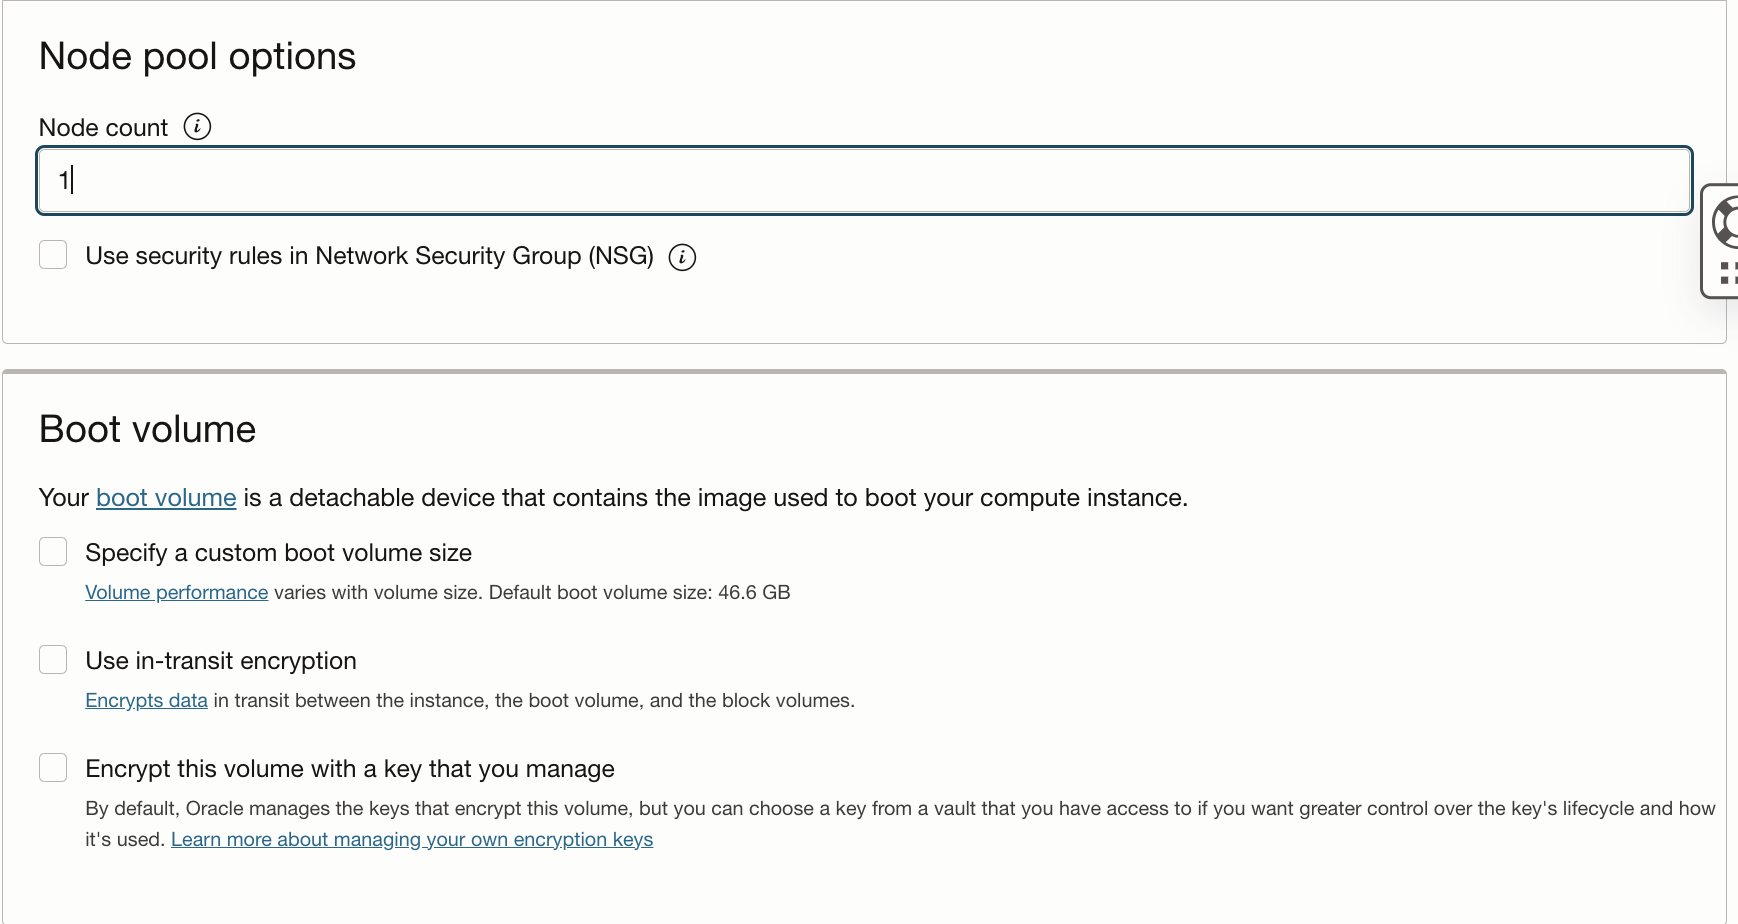 Node pool options
Node count
1
Use security rules in Network Security Group (NSG)
Boot volume
Your boot volume is a detachable device that contains the image used to boot your compute instance.
Specify a custom boot volume size
Volume performance varies with volume size. Default boot volume size: 46.6 GB
Use in-transit encryption
Encrypts data in transit between the instance, the boot volume, and the block volumes.
Encrypt this volume with a key that you manage
By default, Oracle manages the keys that encrypt this volume, but you can choose a key from a vault that you have access to if you want greater control over the key's lifecycle and how
it's used. Learn more about managing your own encryption keys